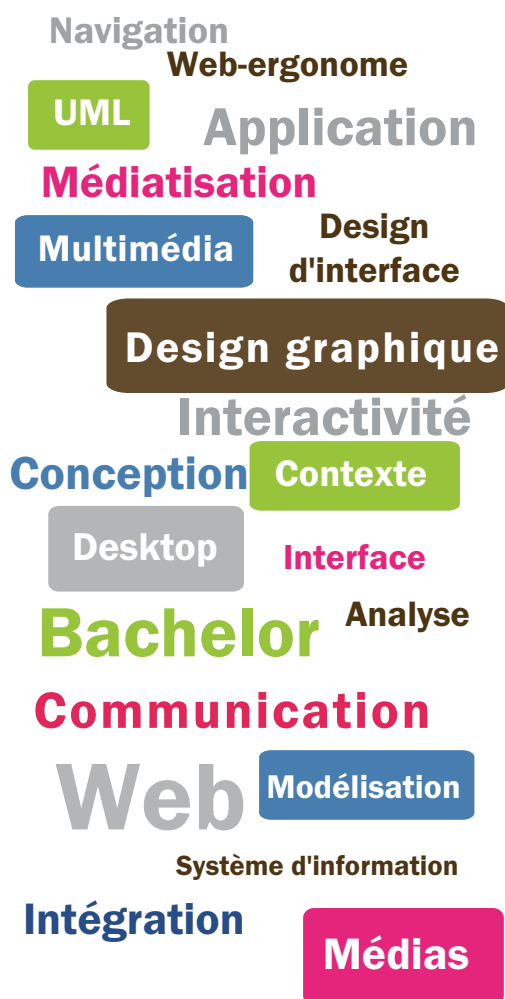 Navigation
Web-ergonome
UML
Application
Médiatisation
Multimédia
Design
d'interface
Design graphique
Interactivité
Conception
Contexte
Desktop
Interface
Bachelor
Analyse
Communication
Web
Modélisation
Système d'information
Intégration
Médias